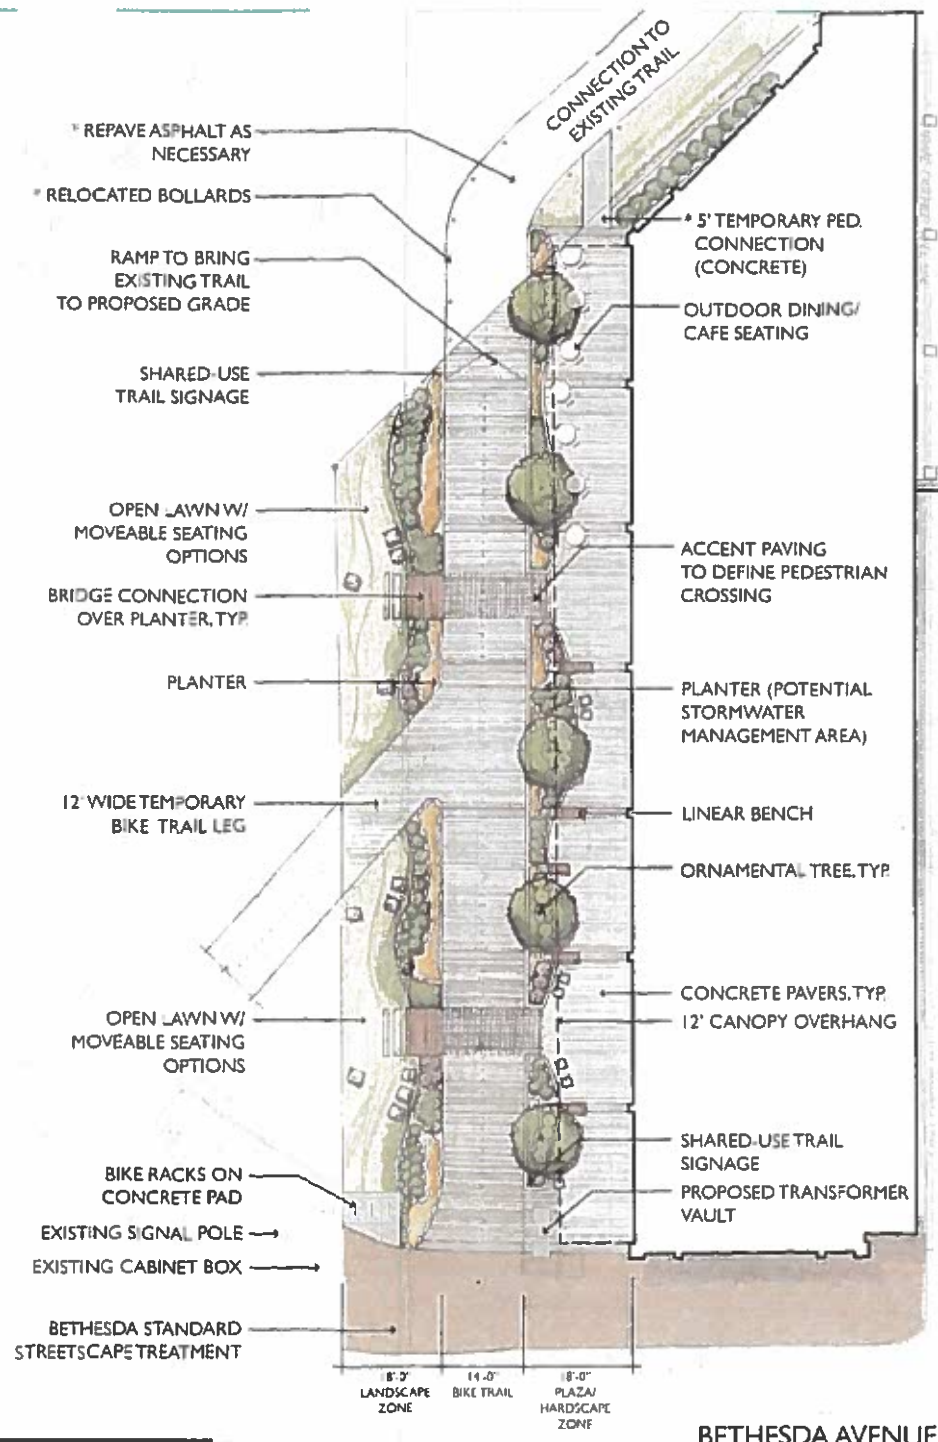 CONNECTION TO
EXISTING TRAIL
* REPAVE ASPHALT AS
NECESSARY
* RELOCATED BOLLARDS
RAMP TO BRING
EXISTING TRAIL
TO PROPOSED GRADE
SHARED-USE
TRAIL SIGNAGE
OPEN LAWN W/
MOVEABLE SEATING
OPTIONS
BRIDGE CONNECTION
OVER PLANTER, TYP.
PLANTER
12' WIDE TEMPORARY
BIKE TRAIL LEG
OPEN LAWN W/
MOVEABLE SEATING
OPTIONS
BIKE RACKS ON
CONCRETE PAD
EXISTING SIGNAL POLE
EXISTING CABINET BOX
BETHESDA STANDARD
STREETSCAPE TREATMENT
* 5' TEMPORARY PED.
CONNECTION
(CONCRETE)
OUTDOOR DINING/
CAFE SEATING
ACCENT PAVING
TO DEFINE PEDESTRIAN
CROSSING
PLANTER (POTENTIAL
STORMWATER
MANAGEMENT AREA)
LINEAR BENCH
ORNAMENTAL TREE, TYP.
CONCRETE PAVERS, TYP.
12' CANOPY OVERHANG
SHARED-USE TRAIL
SIGNAGE
PROPOSED TRANSFORMER
VAULT
18'-0"
LANDSCAPE
ZONE
14'-0"
BIKE TRAIL
18'-0"
PLAZA/
HARDSCAPE
ZONE
BETHESDA AVENUE